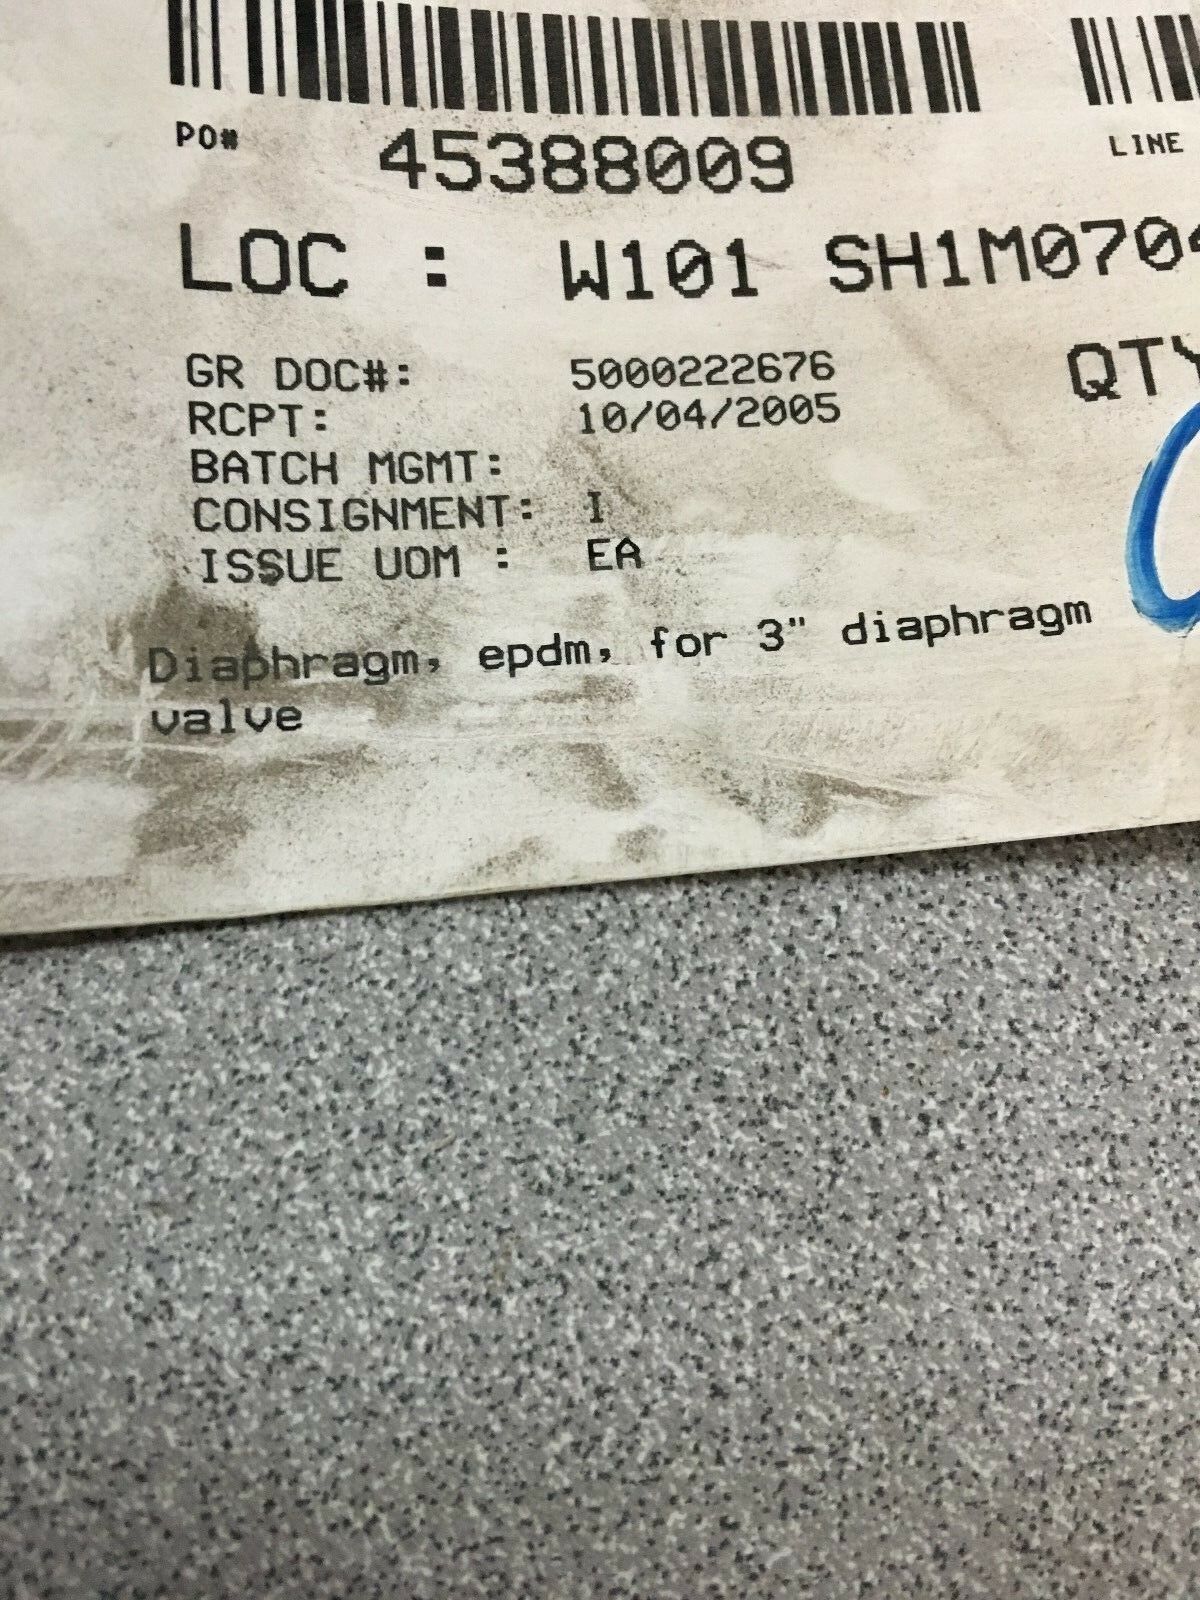 PO# 45388009 LINE
LOC : W101 SH1M070
GR DOC#: 5000222676 QTY
RCPT: 10/04/2005
BATCH MGMT:
CONSIGNMENT: I
ISSUE UOM : EA
Diaphragm, epdm, for 3" diaphragm
valve